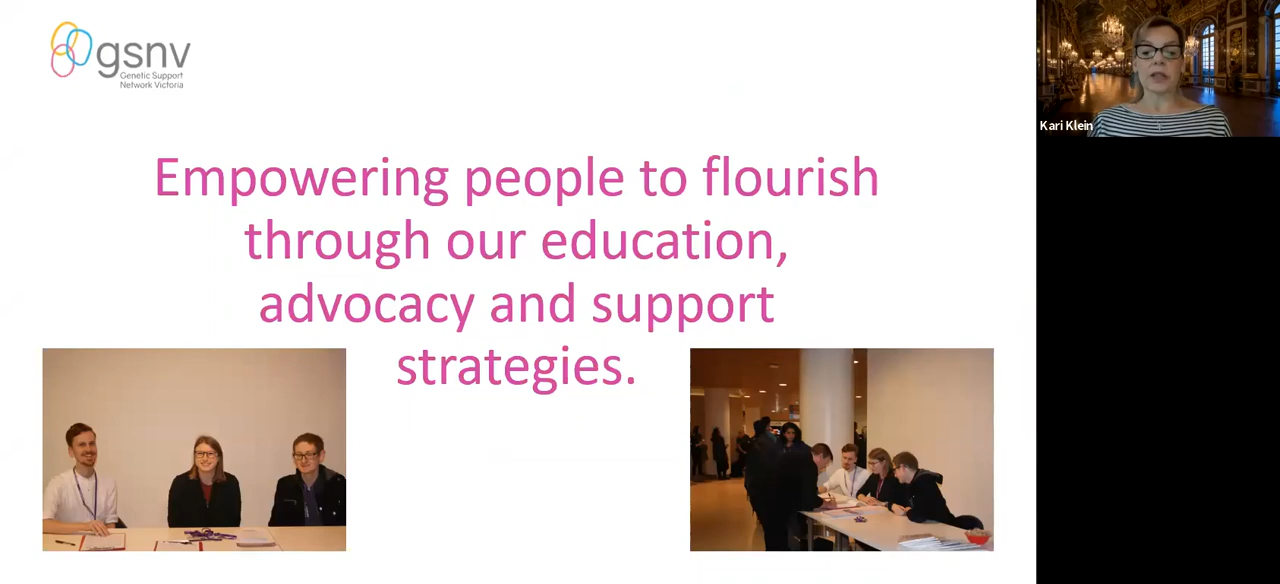 gsnv
Genetic Support
Network Victoria
Empowering people to flourish
through our education,
advocacy and support
strategies.
Kari Klein